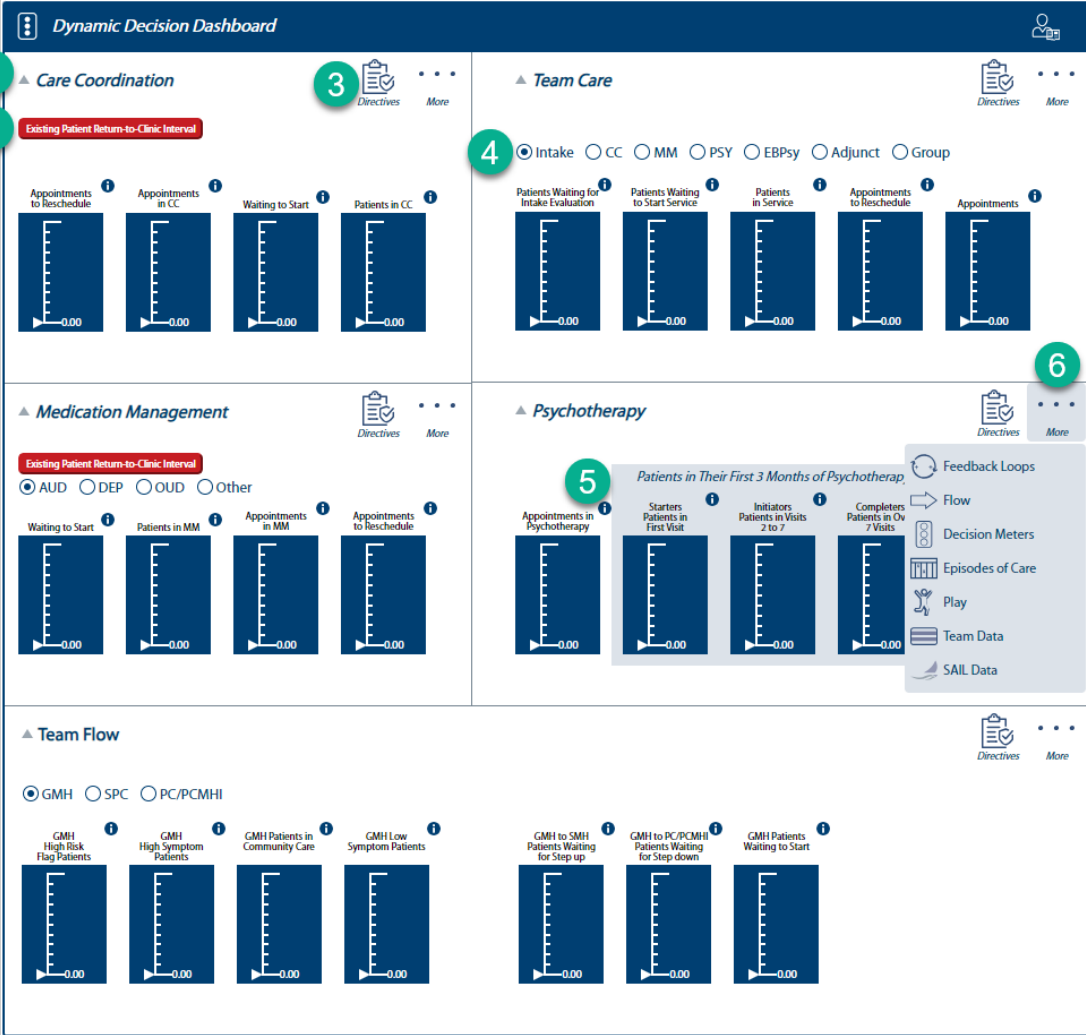 Dynamic Decision Dashboard
Care Coordination
3
Directives
More
Existing Patient Return-to-Clinic Interval
Appointments
to Reschedule
Appointments
in CC
Waiting to Start
Patients in CC
0.00
0.00
0.00
0.00
Team Care
Directives
More
4
Intake CC MM PSY EBPsy Adjunct Group
Patients Waiting for
Intake Evaluation
Patients Waiting
to Start Service
Patients
in Service
Appointments
to Reschedule
Appointments
0.00
0.00
0.00
0.00
0.00
Medication Management
Directives
More
Existing Patient Return-to-Clinic Interval
AUD DEP OUD Other
Waiting to Start
Patients in MM
Appointments
in MM
Appointments
to Reschedule
0.00
0.00
0.00
0.00
6
Psychotherapy
Directives
More
5
Patients in Their First 3 Months of Psychotherap
Appointments in
Psychotherapy
Starters
Patients in
First Visit
Initiators
Patients in Visits
2 to 7
Completers
Patients in Ov
7 Visits
0.00
0.00
0.00
0.00
Feedback Loops
Flow
Decision Meters
Episodes of Care
Play
Team Data
SAIL Data
Team Flow
Directives
More
GMH SPC PC/PCMHI
GMH
High Risk
Flag Patients
GMH
High Symptom
Patients
GMH Patients in
Community Care
GMH Low
Symptom Patients
GMH to SMH
Patients Waiting
for Step up
GMH to PC/PCMHI
Patients Waiting
for Step down
GMH Patients
Waiting to Start
0.00
0.00
0.00
0.00
0.00
0.00
0.00